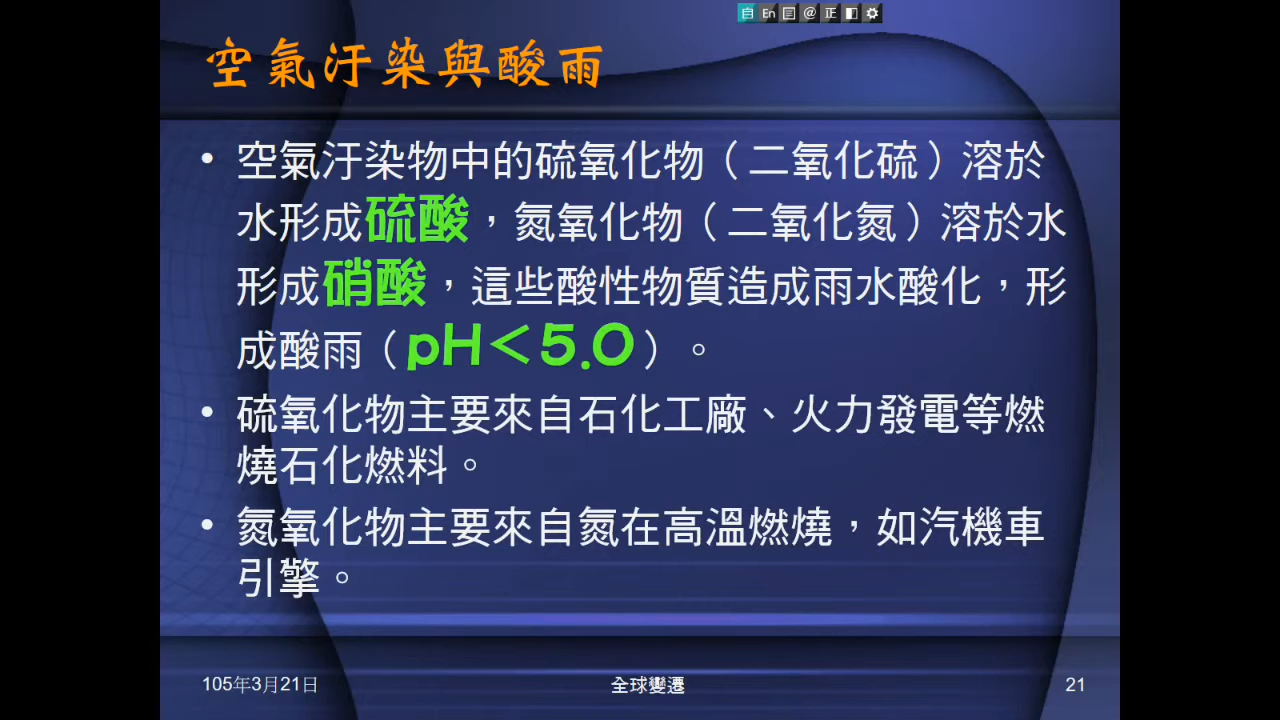 自 En @ 正
空氣汙染與酸雨
• 空氣汙染物中的硫氧化物（二氧化硫）溶於
水形成硫酸，氮氧化物（二氧化氮）溶於水
形成硝酸，這些酸性物質造成雨水酸化，形
成酸雨（pH＜5.0）。
• 硫氧化物主要來自石化工廠、火力發電等燃
燒石化燃料。
• 氮氧化物主要來自氮在高溫燃燒，如汽機車
引擎。
105年3月21日 全球變遷 21